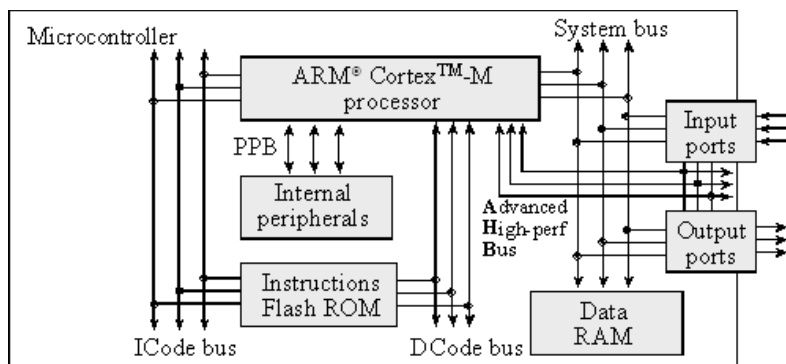 Microcontroller
System bus
ARM® Cortex™-M
processor
Input
ports
PPB
Internal
peripherals
Advanced
High-perf
Bus
Output
ports
Instructions
Flash ROM
Data
RAM
ICode bus
DCode bus